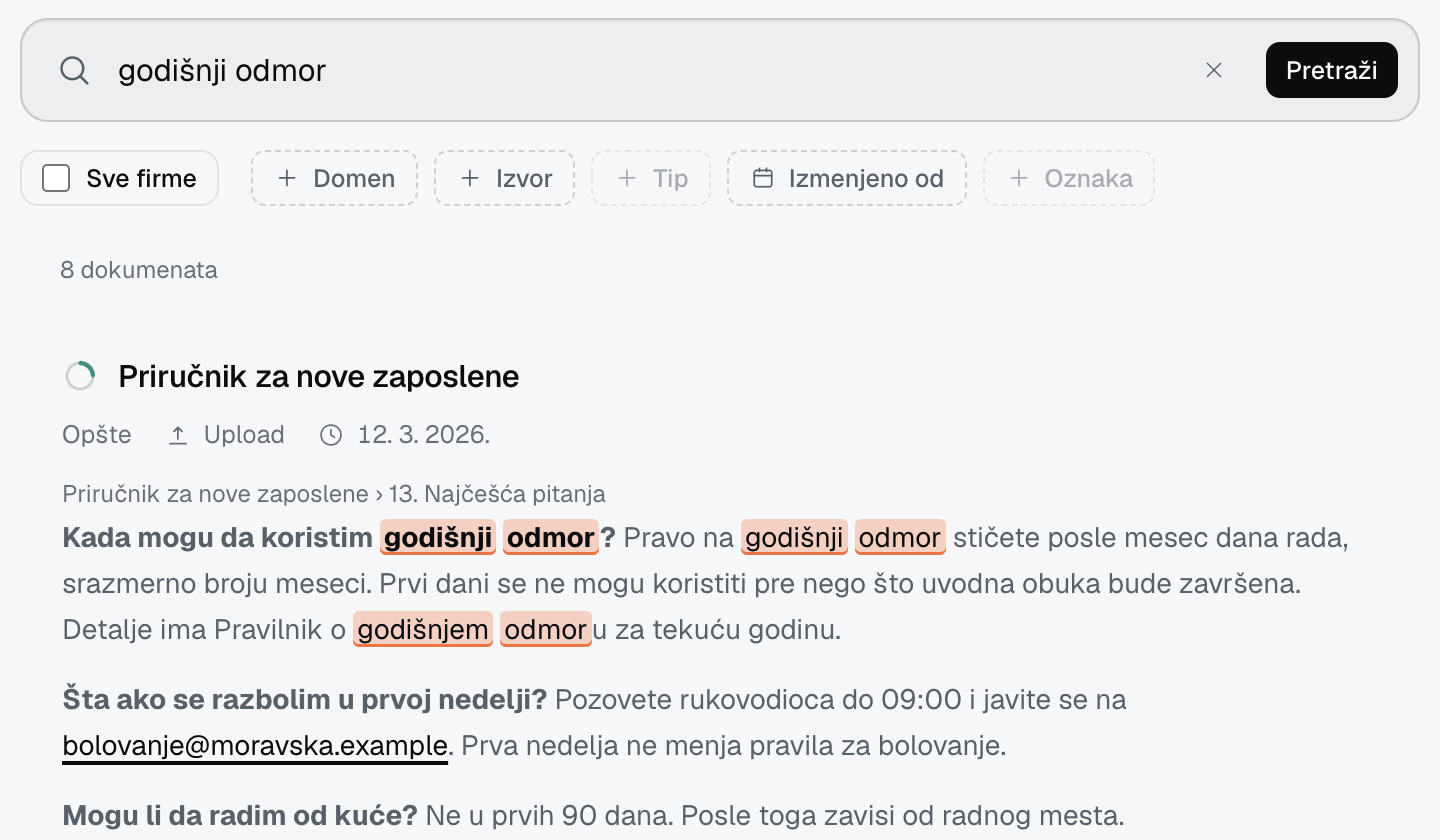 godišnji odmor
Pretraži
Sve firme
Domen
Izvor
Tip
Izmenjeno od
Oznaka
8 dokumenata
Priručnik za nove zaposlene
Opšte Upload 12. 3. 2026.
Priručnik za nove zaposlene › 13. Najčešća pitanja
Kada mogu da koristim godišnji odmor? Pravo na godišnji odmor stičete posle mesec dana rada,
srazmerno broju meseci. Prvi dani se ne mogu koristiti pre nego što uvodna obuka bude završena.
Detalje ima Pravilnik o godišnjem odmoru za tekuću godinu.
Šta ako se razbolim u prvoj nedelji? Pozovete rukovodioca do 09:00 i javite se na
bolovanje@moravska.example. Prva nedelja ne menja pravila za bolovanje.
Mogu li da radim od kuće? Ne u prvih 90 dana. Posle toga zavisi od radnog mesta.